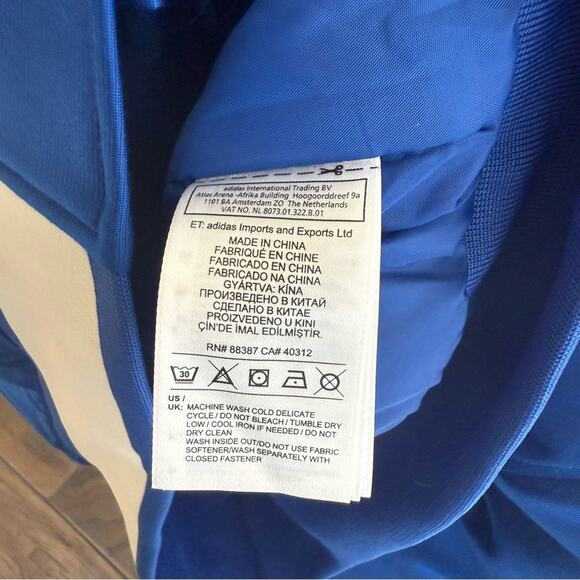 adidas International Trading BV
Atlas Arena -Afrika Building Hoogoorddreef 9a
1101 BA Amsterdam ZO The Netherlands
VAT NO. NL 8073.01.322.B.01
ET: adidas Imports and Exports Ltd
MADE IN CHINA
FABRIQUÉ EN CHINE
FABRICADO EN CHINA
FABRICADO NA CHINA
GYÁRTVA: KÍNA
ПРОИЗВЕДЕНО В КИТАЙ
СДЕЛАНО В КИТАЕ
PROIZVEDENO U KINI
ÇİN'DE İMAL EDİLMİŞTİR.
RN# 88387 CA# 40312
30
US /
UK: MACHINE WASH COLD DELICATE
CYCLE / DO NOT BLEACH / TUMBLE DRY
LOW / COOL IRON IF NEEDED / DO NOT
DRY CLEAN
WASH INSIDE OUT/DO NOT USE FABRIC
SOFTENER/WASH SEPARATELY WITH
CLOSED FASTENER